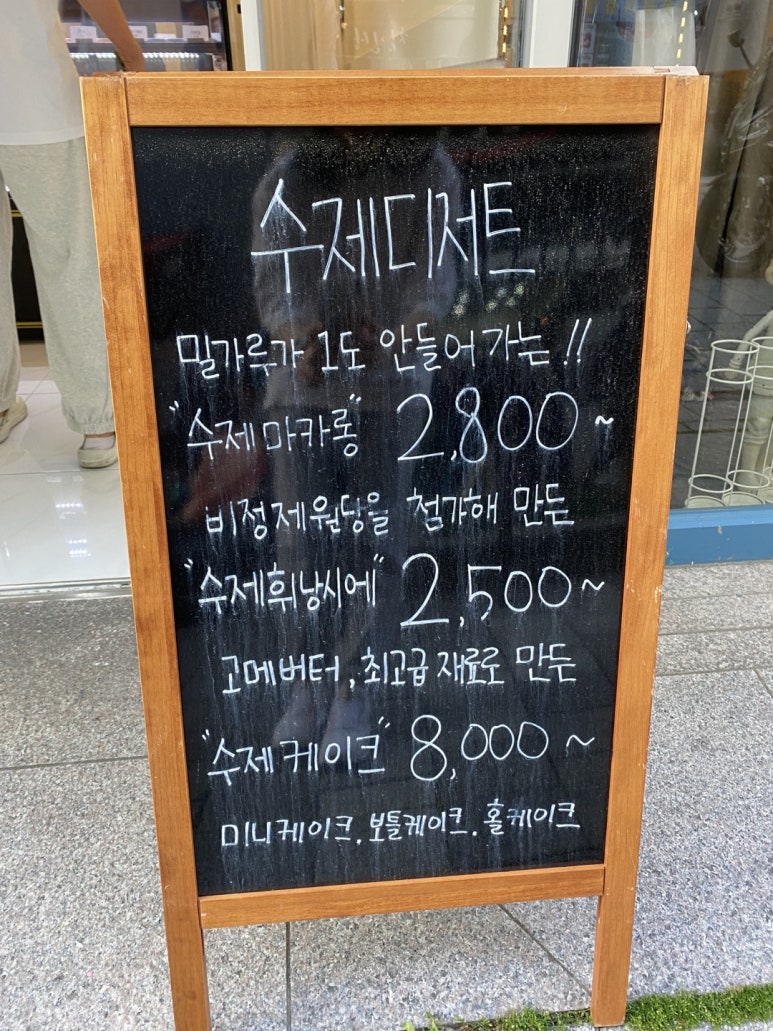 수제디저트
밀가루가 1도 안들어가는!!
"수제마카롱" 2,800~
비정제원당을 첨가해 만든
"수제휘낭시에" 2,500~
고메버터, 최고급 재료로 만든
"수제케이크" 8,000~
미니케이크. 보틀케이크. 홀케이크